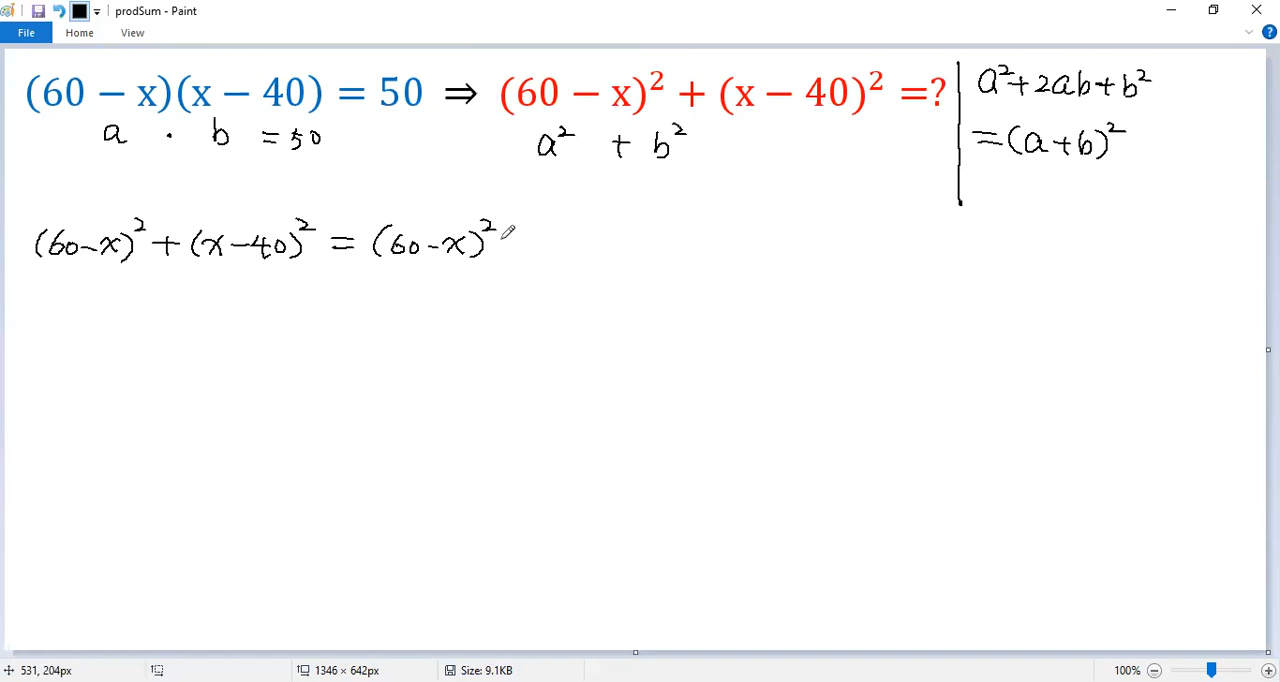 prodSum - Paint
File Home View
(60 − x)(x − 40) = 50 ⇒ (60 − x)² + (x − 40)² =?
a · b = 50
a² + b²
a²+2ab+b²
=(a+b)²
(60-x)²+(x-40)² = (60-x)²
531, 204px
1346 × 642px
Size: 9.1KB
100%